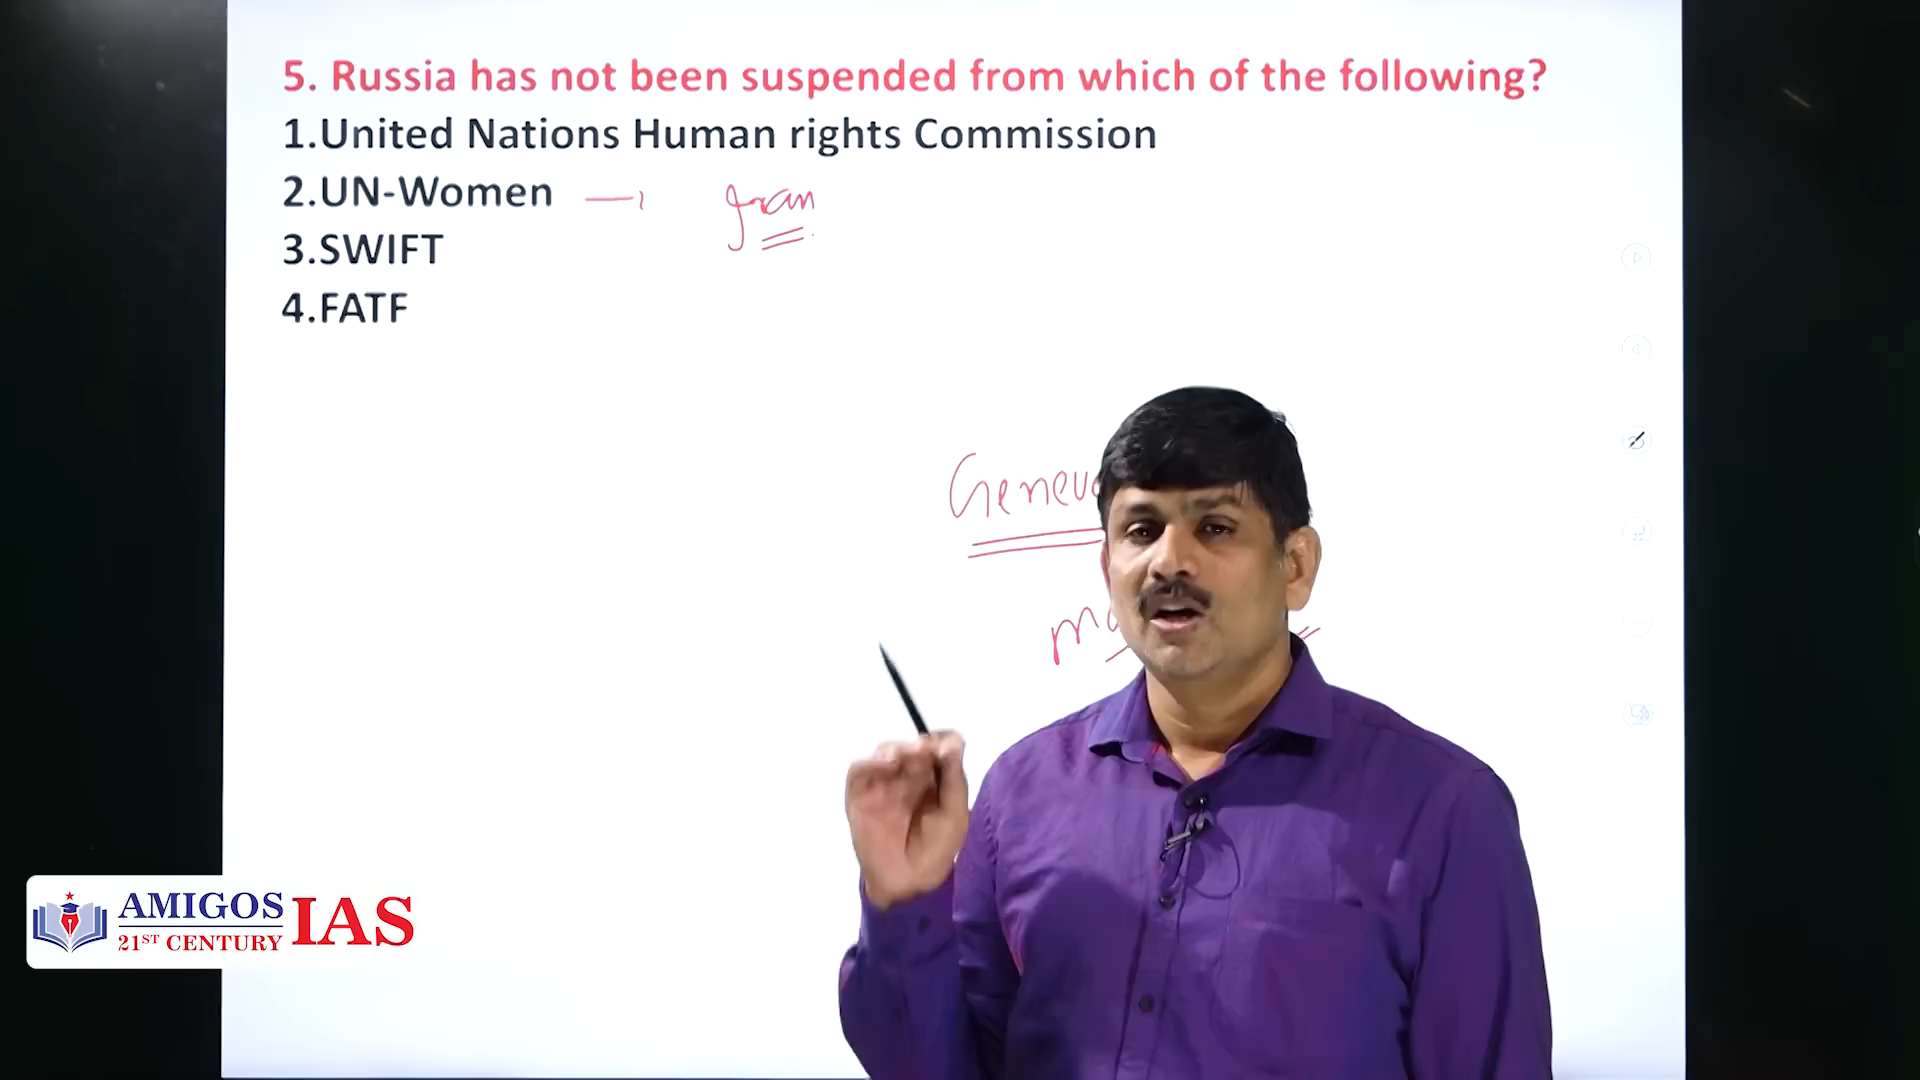 5. Russia has not been suspended from which of the following?
1.United Nations Human rights Commission
2.UN-Women → Iran
3.SWIFT
4.FATF
Geneva
AMIGOS IAS
21ST CENTURY